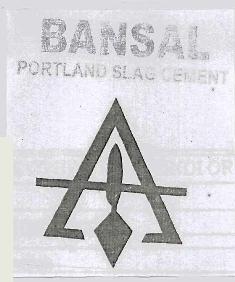 BANSAL
PORTLAND SLAG CEMENT